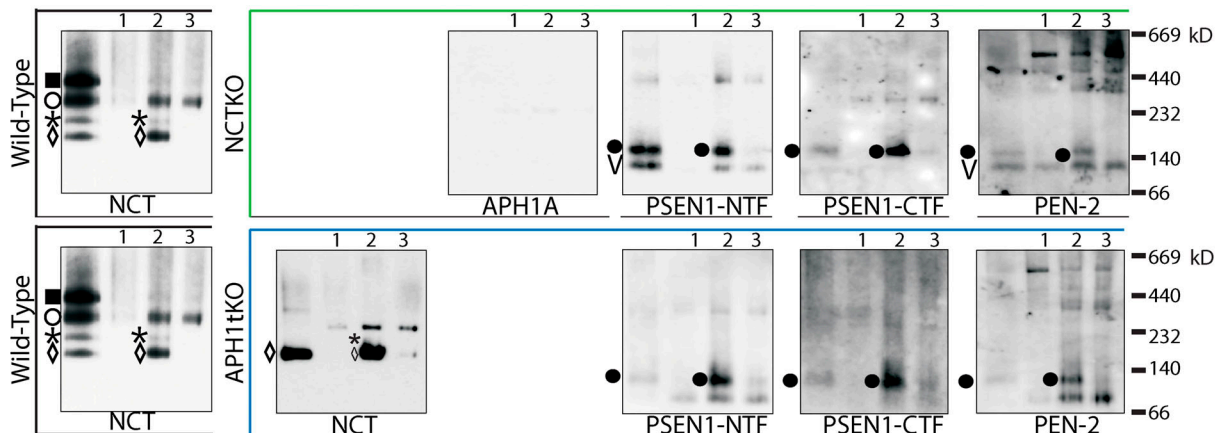 1 2 3
1 2 3
1 2 3
1 2 3
1 2 3
669 kD
440
232
140
66
Wild-Type
NCTKO
NCT
APH1A
PSEN1-NTF
PSEN1-CTF
PEN-2
1 2 3
1 2 3
1 2 3
1 2 3
1 2 3
669 kD
440
232
140
66
Wild-Type
APH1tKO
NCT
NCT
PSEN1-NTF
PSEN1-CTF
PEN-2